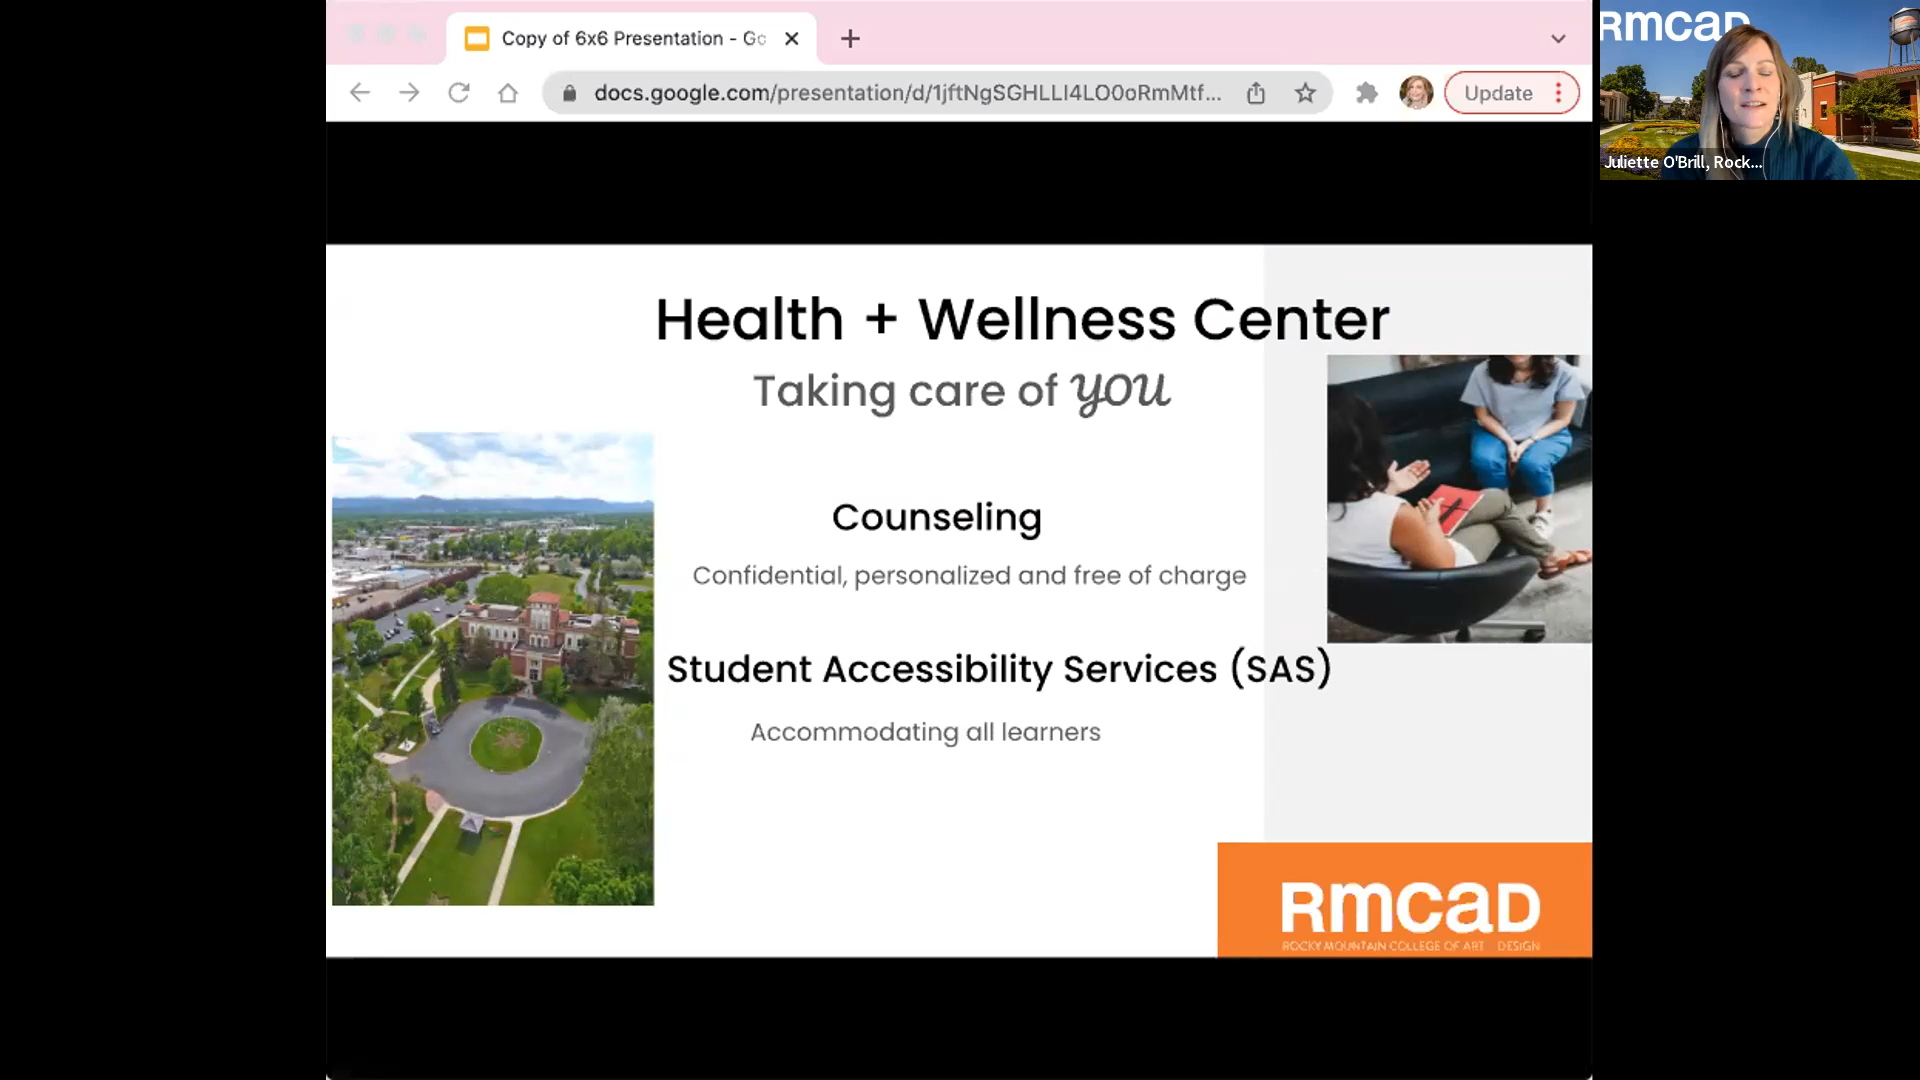 Copy of 6x6 Presentation - Go
docs.google.com/presentation/d/1jftNgSGHLLI4LO0oRmMtf...
Update
RMCAD
Juliette O'Brill, Rock...
Health + Wellness Center
Taking care of YOU
Counseling
Confidential, personalized and free of charge
Student Accessibility Services (SAS)
Accommodating all learners
RMCAD
ROCKY MOUNTAIN COLLEGE OF ART DESIGN